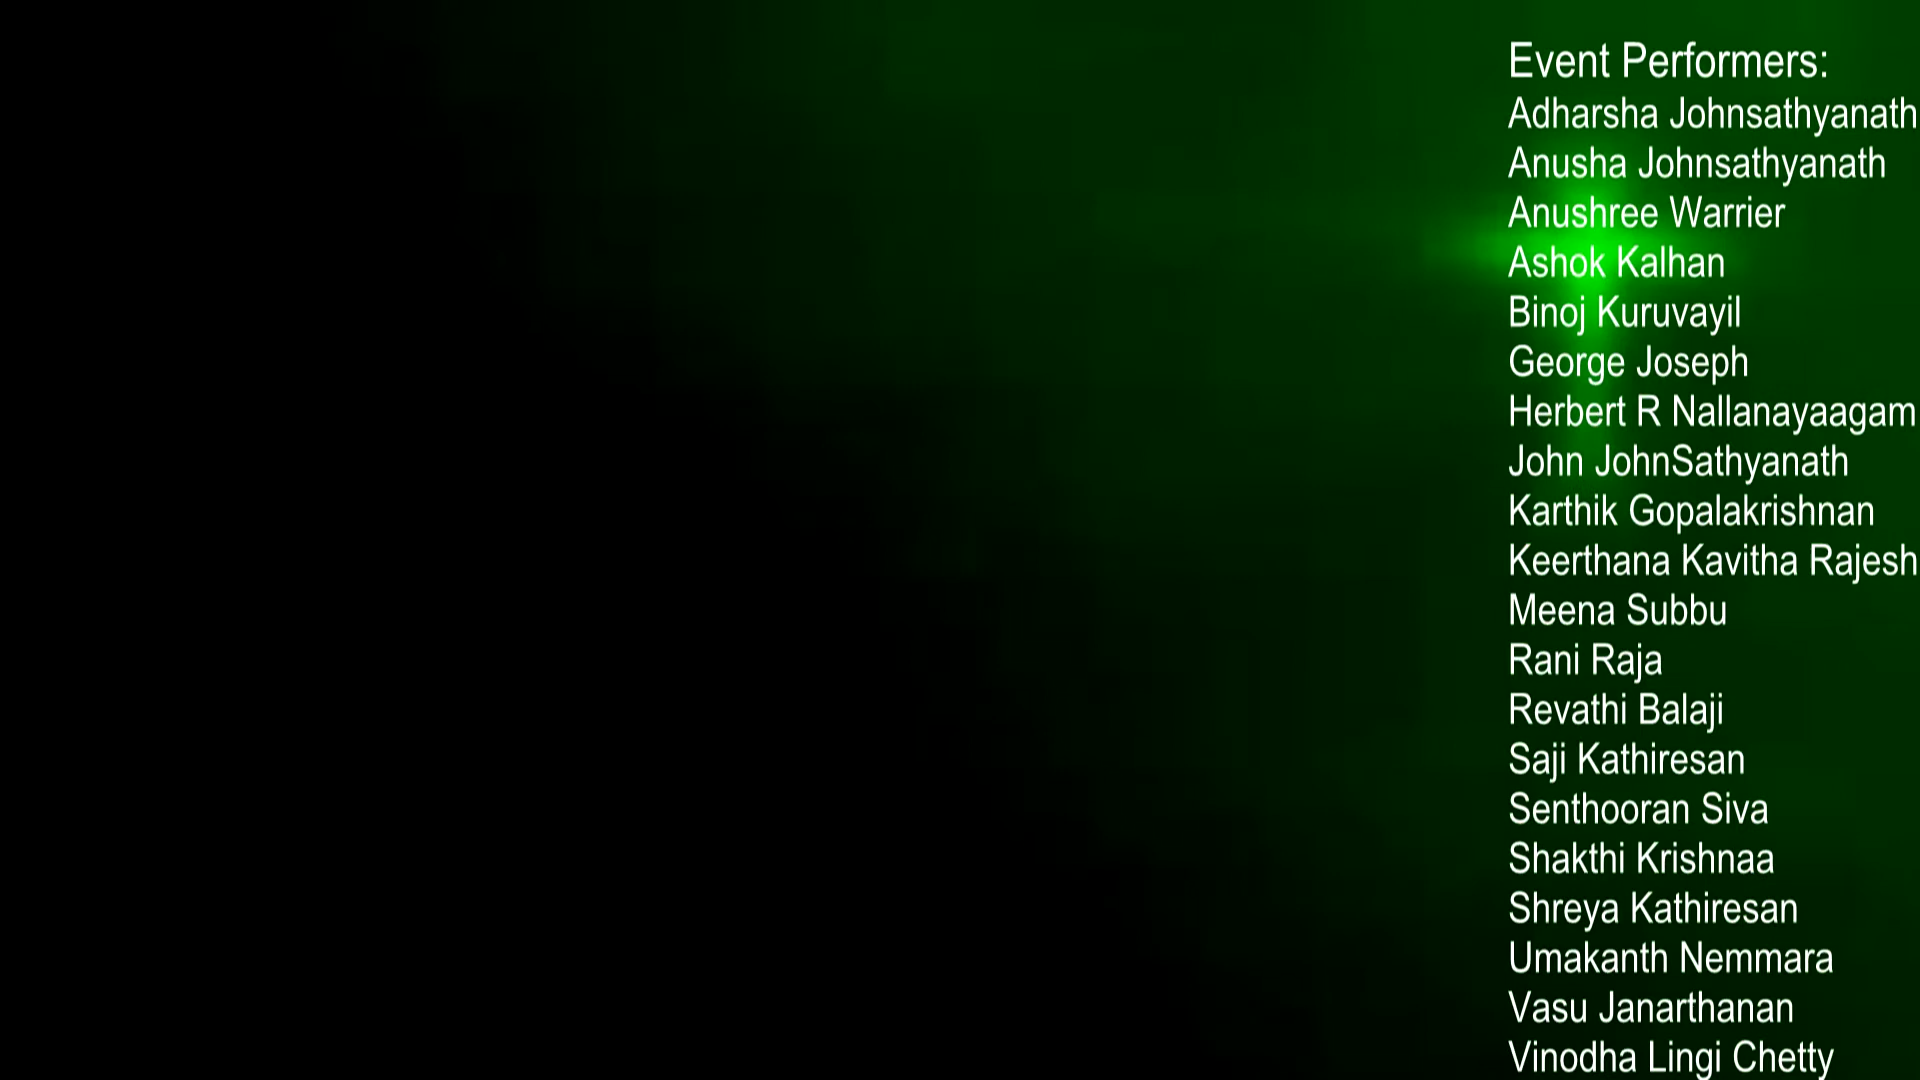 Event Performers:
Adharsha Johnsathyanath
Anusha Johnsathyanath
Anushree Warrier
Ashok Kalhan
Binoj Kuruvayil
George Joseph
Herbert R Nallanayaagam
John JohnSathyanath
Karthik Gopalakrishnan
Keerthana Kavitha Rajesh
Meena Subbu
Rani Raja
Revathi Balaji
Saji Kathiresan
Senthooran Siva
Shakthi Krishnaa
Shreya Kathiresan
Umakanth Nemmara
Vasu Janarthanan
Vinodha Lingi Chetty